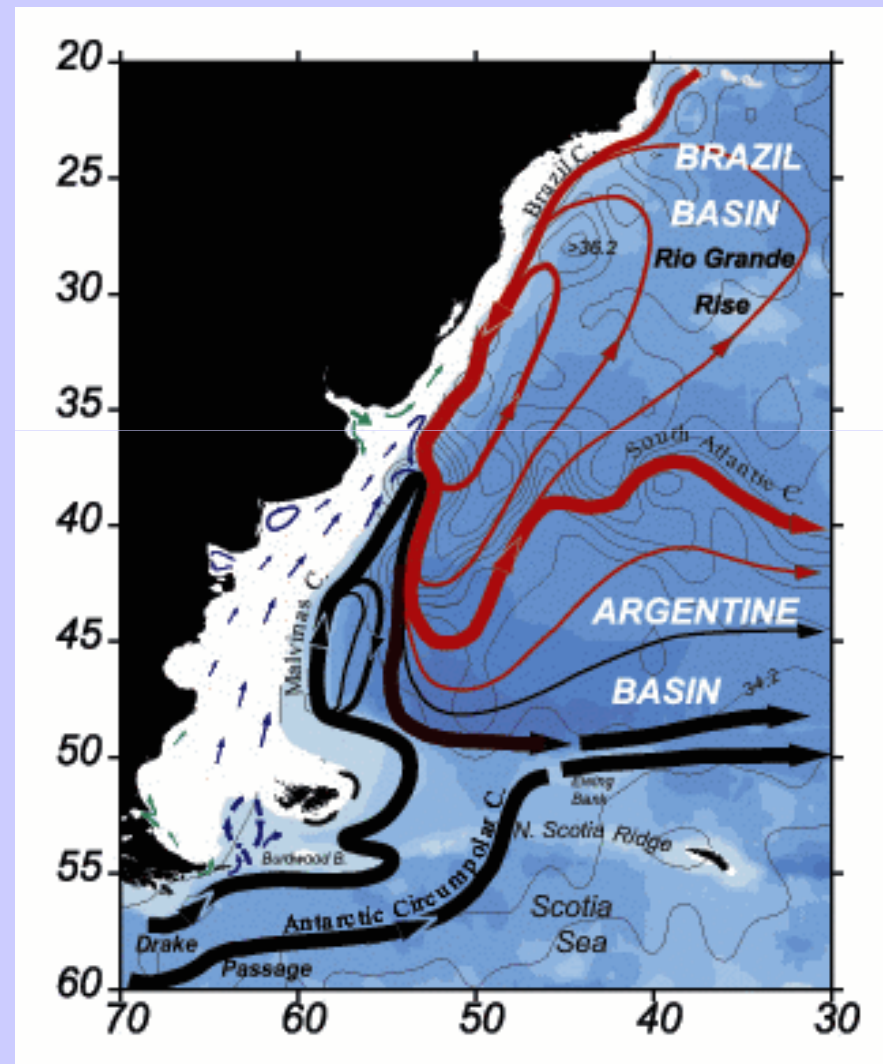 20
25
30
35
40
45
50
55
60
70
60
50
40
30
BRAZIL
BASIN
Brazil C.
>36.2
Rio Grande
Rise
South Atlantic C.
ARGENTINE
BASIN
34.2
Malvinas C.
Ewing
Bank
N. Scotia Ridge
Burdwood B.
Antarctic Circumpolar C.
Scotia
Sea
Drake
Passage